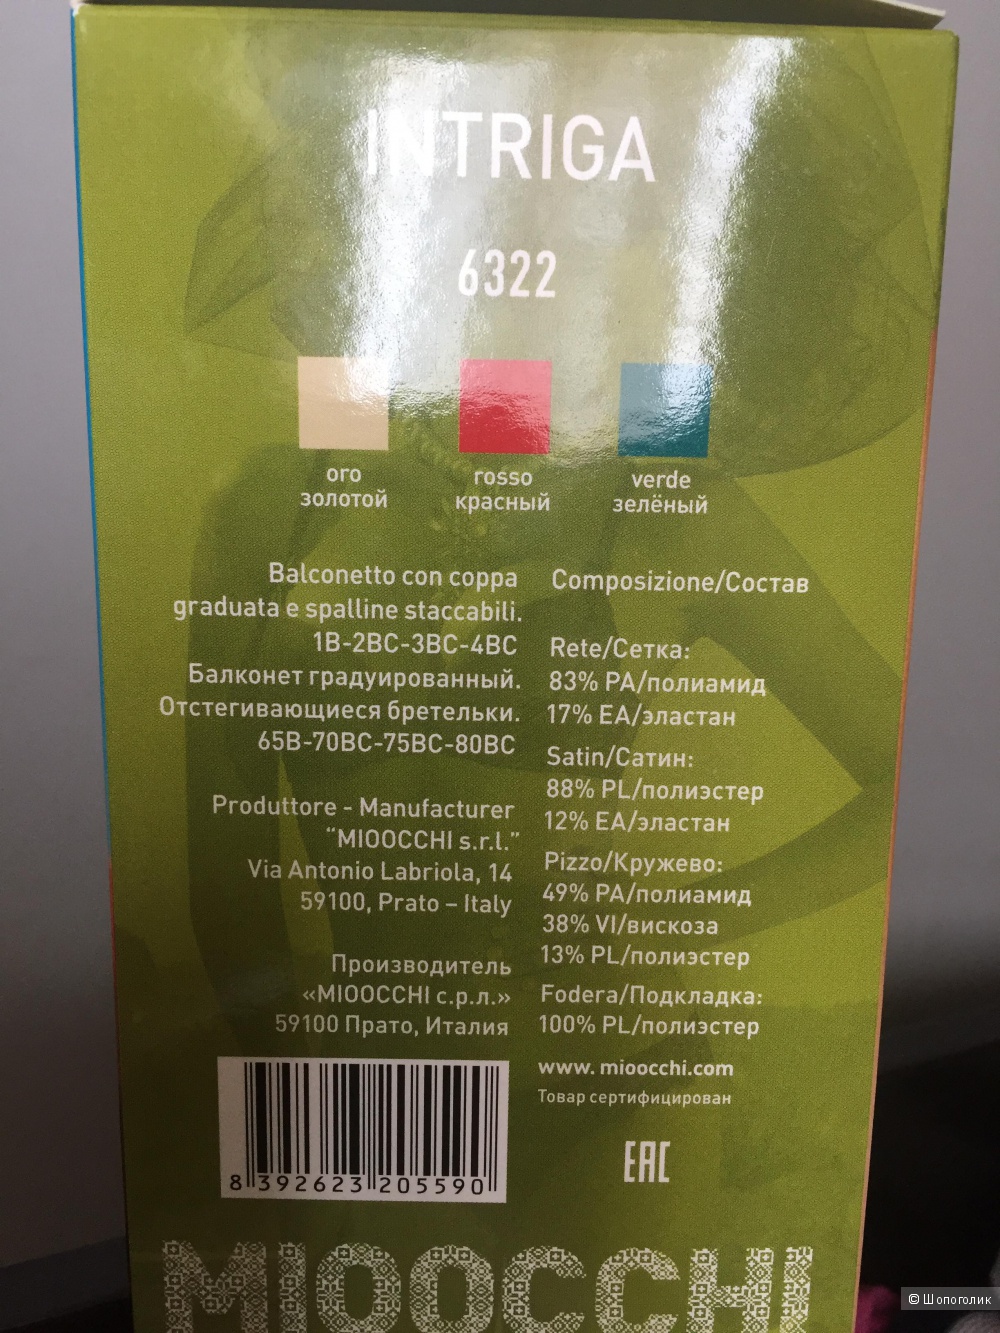 INTRIGA
6322
oro
золотой
rosso
красный
verde
зелёный
Balconetto con coppa
graduata e spalline staccabili.
1B-2BC-3BC-4BC
Балконет градуированный.
Отстегивающиеся бретельки.
65B-70BC-75BC-80BC
Produttore - Manufacturer
“MIOOCCHI s.r.l.”
Via Antonio Labriola, 14
59100, Prato – Italy
Производитель
«MIOOCCHI с.р.л.»
59100 Прато, Италия
Composizione/Состав
Rete/Сетка:
83% PA/полиамид
17% EA/эластан
Satin/Сатин:
88% PL/полиэстер
12% EA/эластан
Pizzo/Кружево:
49% PA/полиамид
38% VI/вискоза
13% PL/полиэстер
Fodera/Подкладка:
100% PL/полиэстер
www. mioocchi.com
Товар сертифицирован
EAC
8 392623 205590
MIOOCCHI
© Шопоголик